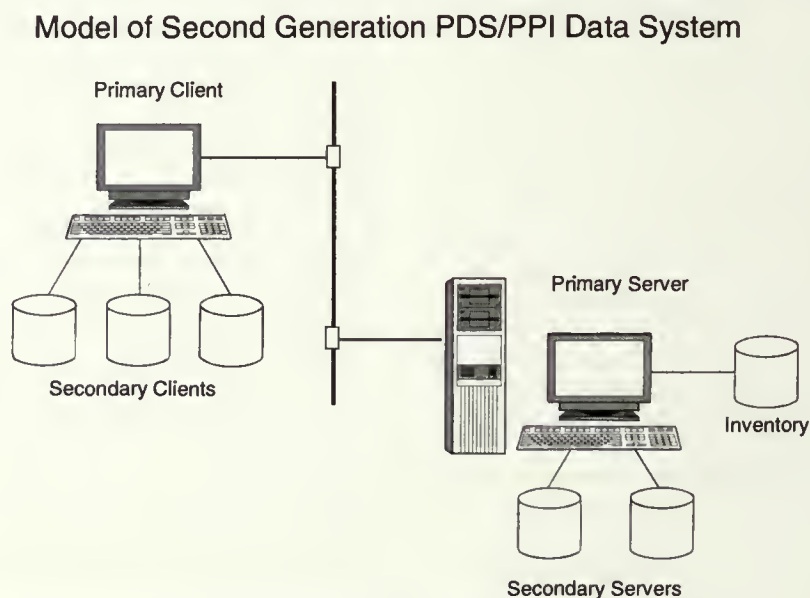 Model of Second Generation PDS/PPI Data System
Primary Client
Secondary Clients
Primary Server
Inventory
Secondary Servers